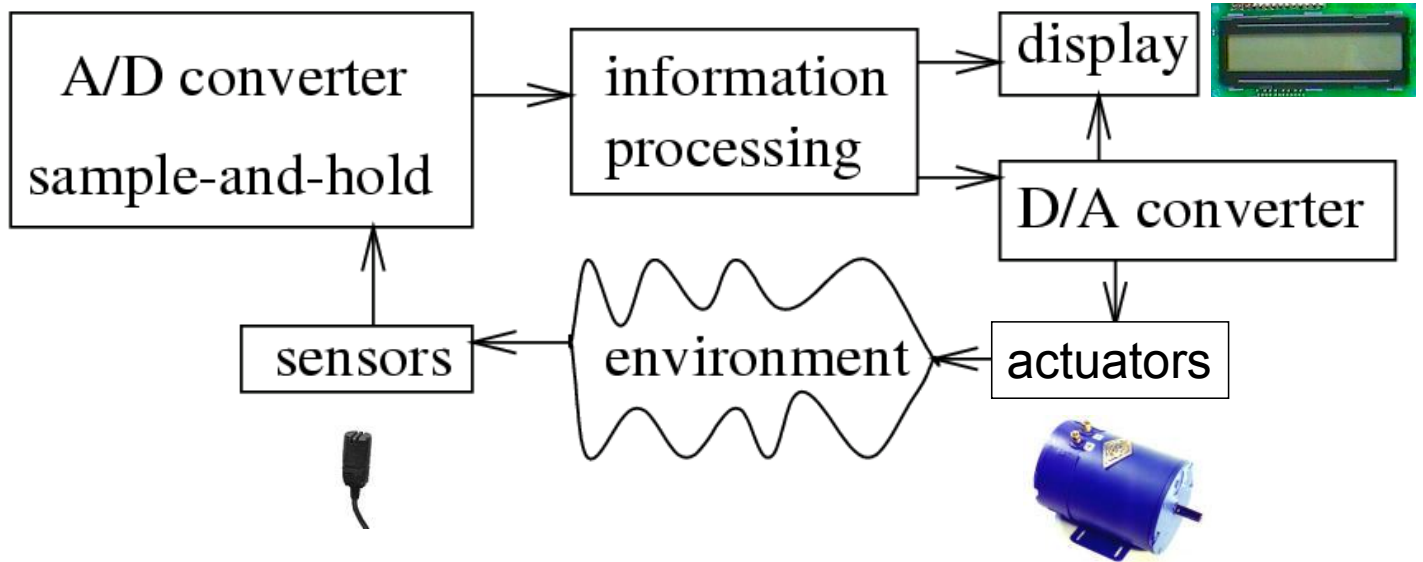 A/D converter
sample-and-hold
information
processing
display
D/A converter
sensors
environment
actuators